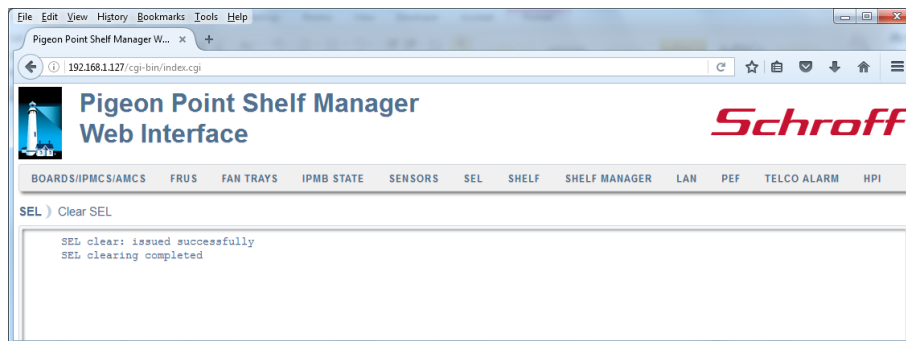 File Edit View History Bookmarks Tools Help
Pigeon Point Shelf Manager W... × +
192.168.1.127/cgi-bin/index.cgi
Pigeon Point Shelf Manager
Web Interface
Schroff
BOARDS/IPMCS/AMCS FRUS FAN TRAYS IPMB STATE SENSORS SEL SHELF SHELF MANAGER LAN PEF TELCO ALARM HPI
SEL ) Clear SEL
SEL clear: issued successfully
SEL clearing completed